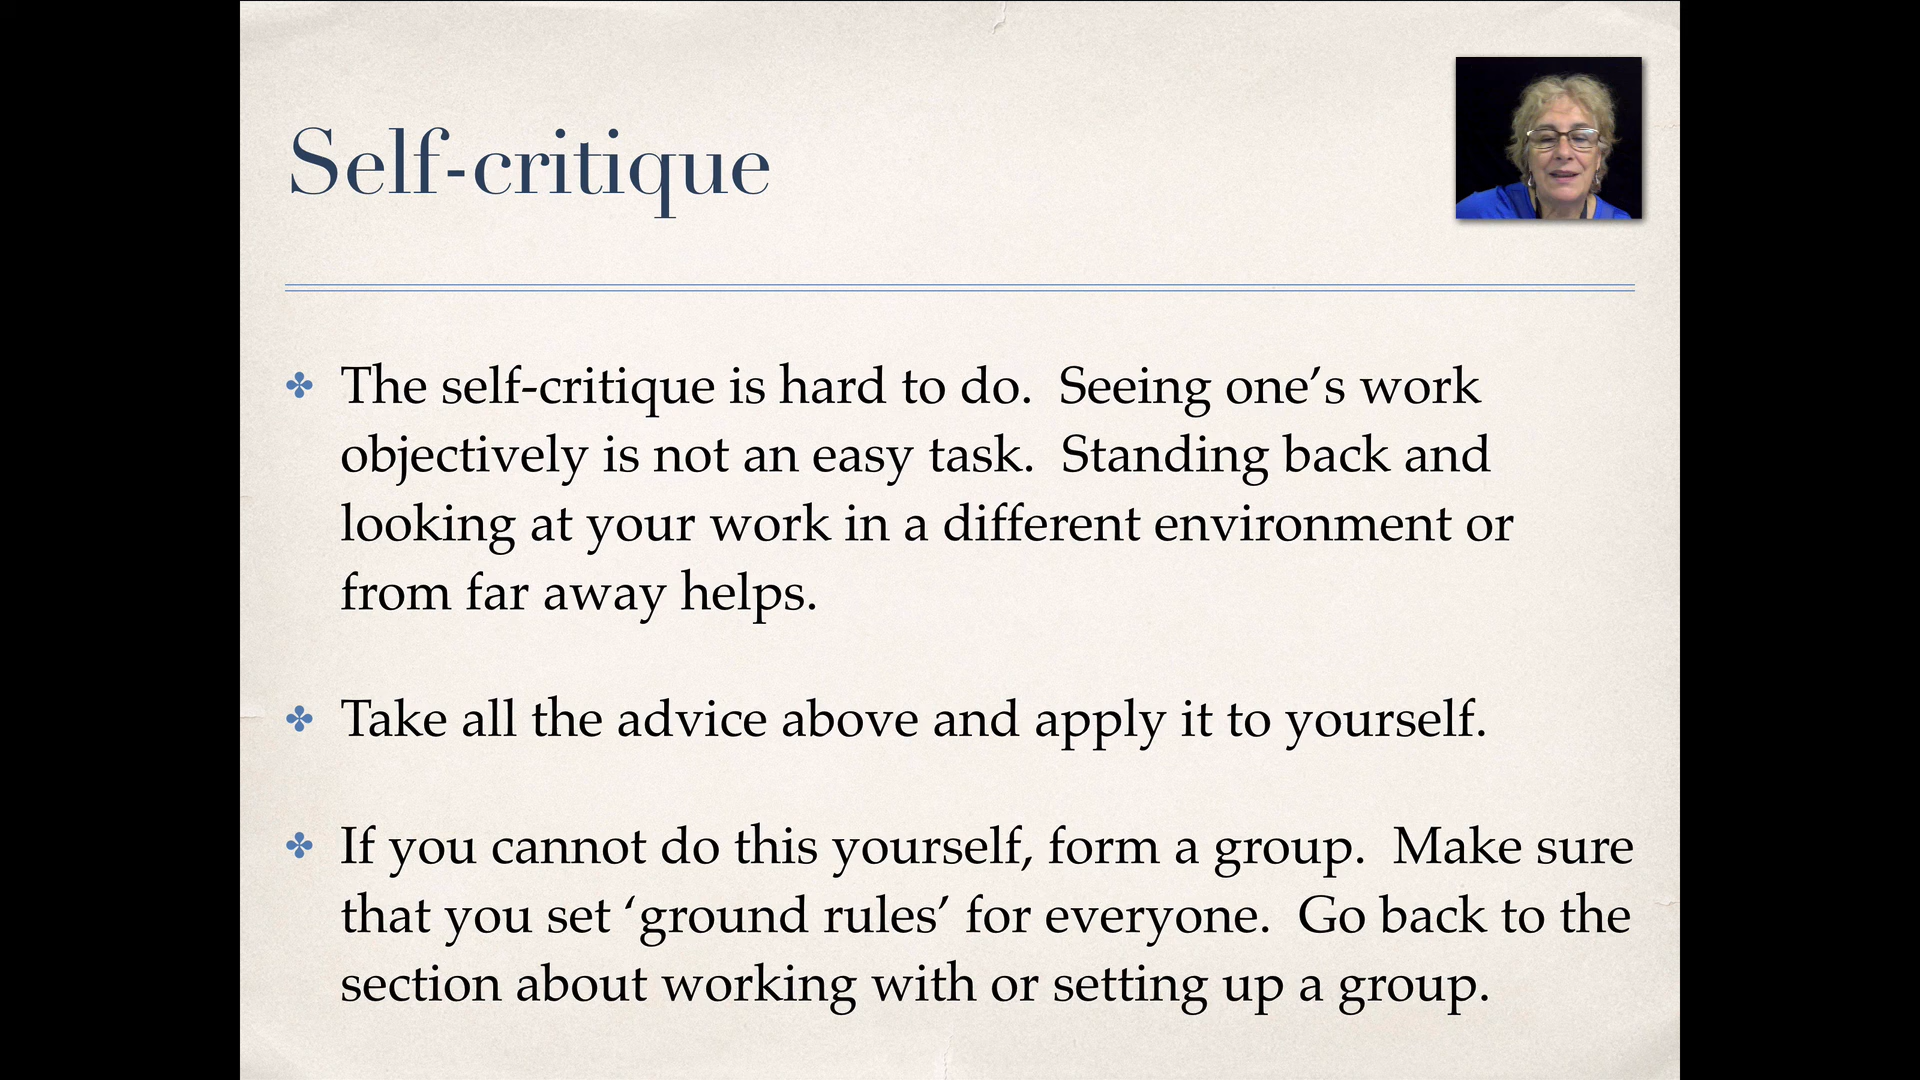 Self-critique
The self-critique is hard to do.  Seeing one’s work
objectively is not an easy task.  Standing back and
looking at your work in a different environment or
from far away helps.
Take all the advice above and apply it to yourself.
If you cannot do this yourself, form a group.  Make sure
that you set ‘ground rules’ for everyone.  Go back to the
section about working with or setting up a group.